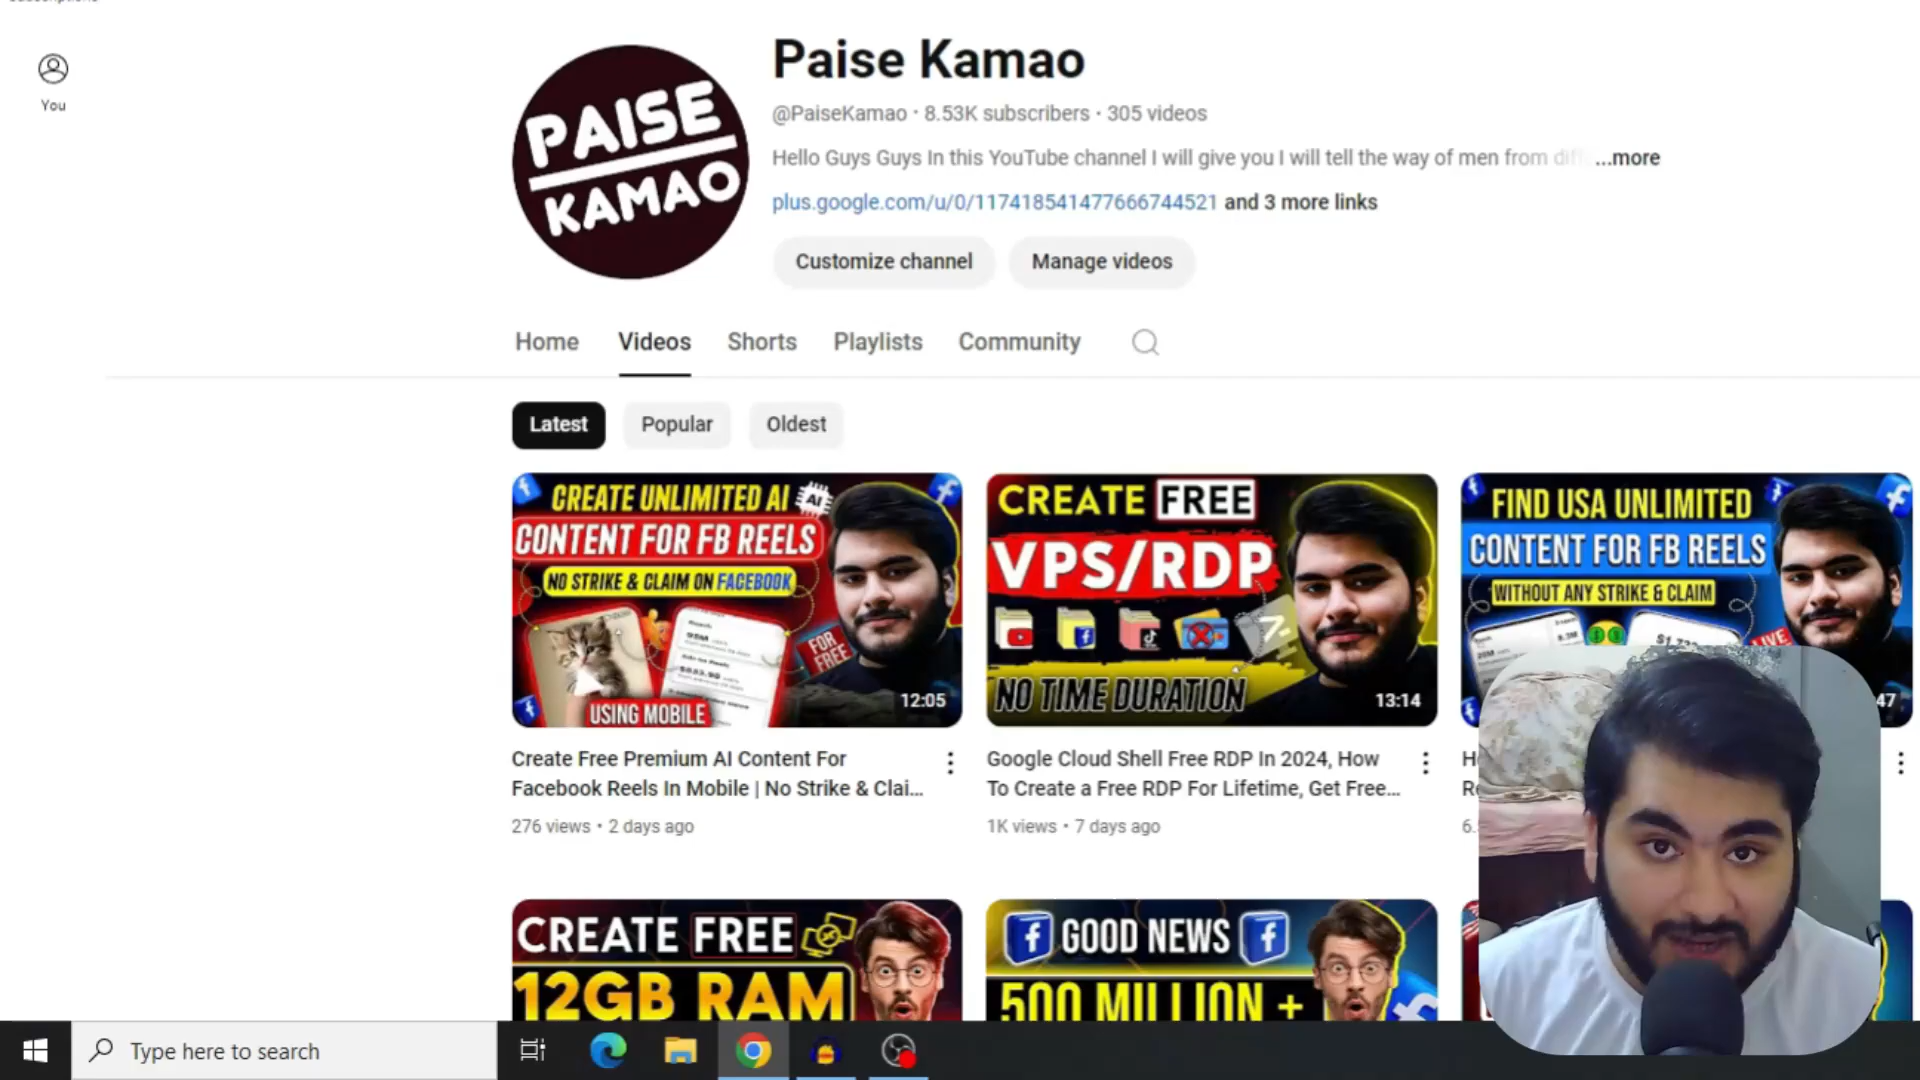 You
PAISE
KAMAO
Paise Kamao
@PaiseKamao · 8.53K subscribers · 305 videos
Hello Guys Guys In this YouTube channel I will give you I will tell the way of men from diff ...more
plus.google.com/u/0/117418541477666744521 and 3 more links
Customize channel
Manage videos
Home
Videos
Shorts
Playlists
Community
Latest
Popular
Oldest
CREATE UNLIMITED AI
AI
CONTENT FOR FB REELS
NO STRIKE & CLAIM ON FACEBOOK
FOR
FREE
USING MOBILE
12:05
CREATE FREE
VPS/RDP
NO TIME DURATION
13:14
FIND USA UNLIMITED
CONTENT FOR FB REELS
WITHOUT ANY STRIKE & CLAIM
LIVE
47
Create Free Premium AI Content For
Facebook Reels In Mobile | No Strike & Clai...
276 views • 2 days ago
Google Cloud Shell Free RDP In 2024, How
To Create a Free RDP For Lifetime, Get Free...
1K views • 7 days ago
CREATE FREE
12GB RAM
GOOD NEWS
500 MILLION +
Type here to search